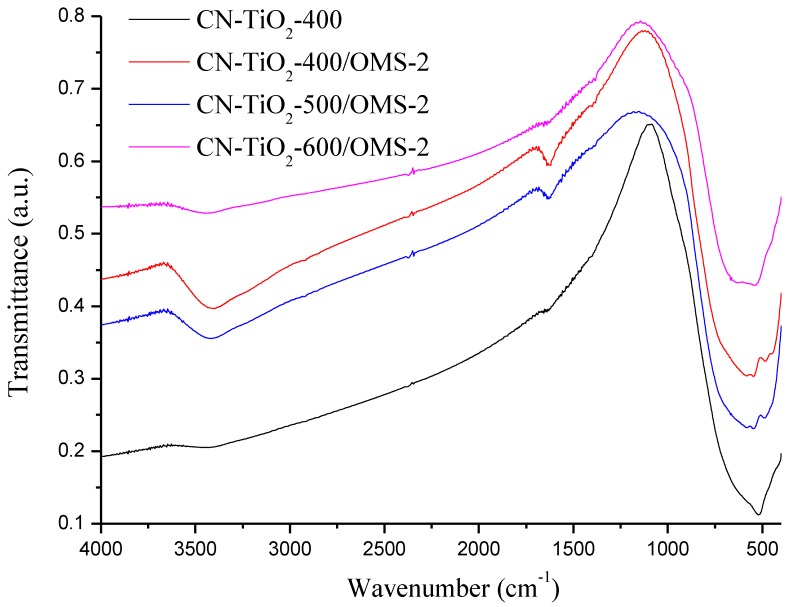 CN-TiO₂-400
CN-TiO₂-400/OMS-2
CN-TiO₂-500/OMS-2
CN-TiO₂-600/OMS-2
0.8
0.7
0.6
0.5
0.4
0.3
0.2
0.1
Transmittance (a.u.)
4000 3500 3000 2500 2000 1500 1000 500
Wavenumber (cm⁻¹)